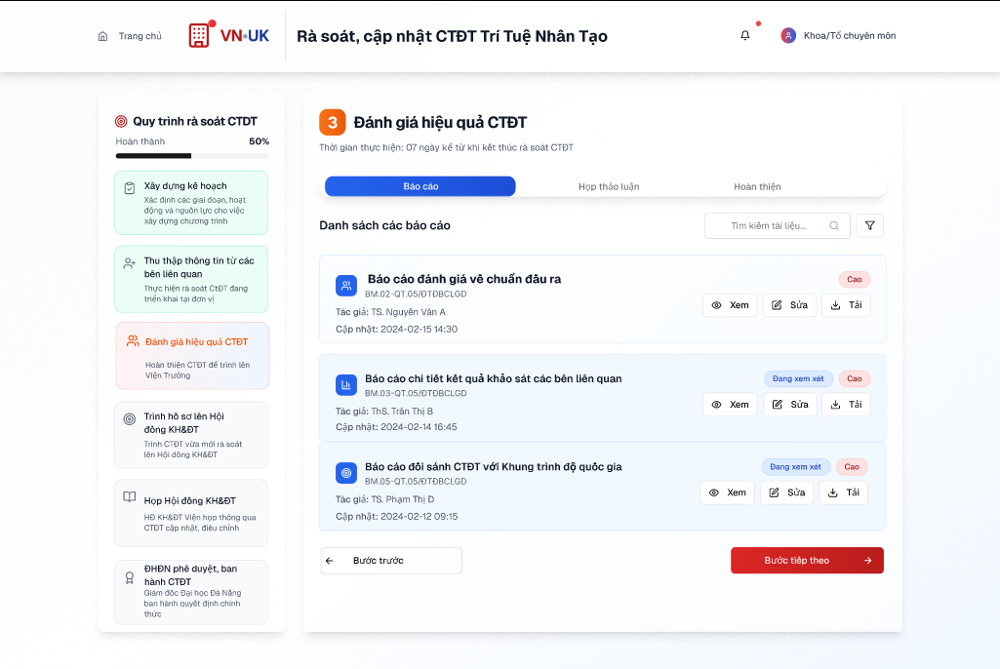 Trang chủ
VN-UK
Rà soát, cập nhật CTĐT Trí Tuệ Nhân Tạo
Khoa/Tổ chuyên môn
Quy trình rà soát CTDT
Hoàn thành
50%
Xây dựng kế hoạch
Xác định các giai đoạn, hoạt
động và nguồn lực cho việc
xây dựng chương trình
Thu thập thông tin từ các
bên liên quan
Thực hiện rà soát CtĐT đang
triển khai tại đơn vị
Đánh giá hiệu quả CTĐT
Hoàn thiện CTĐT để trình lên
Viện Trưởng
Trình hồ sơ lên Hội
đồng KH&ĐT
Trình CTĐT vừa mới rà soát
lên Hội đồng KH&ĐT
Họp Hội đồng KH&ĐT
HĐ KH&ĐT Viện họp thông qua
CTĐT cập nhật, điều chỉnh
ĐHĐN phê duyệt, ban
hành CTĐT
Giám đốc Đại học Đà Nẵng
ban hành quyết định chính
thức
3
Đánh giá hiệu quả CTĐT
Thời gian thực hiện: 07 ngày kể từ khi kết thúc rà soát CTĐT
Báo cáo
Họp thảo luận
Hoàn thiện
Danh sách các báo cáo
Tìm kiếm tài liệu...
Báo cáo đánh giá về chuẩn đầu ra
BM.02-QT.05/ĐTĐBCLGD
Tác giả: TS. Nguyễn Văn A
Cập nhật: 2024-02-15 14:30
Cao
Xem
Sửa
Tải
Báo cáo chi tiết kết quả khảo sát các bên liên quan
BM.03-QT.05/ĐTĐBCLGD
Tác giả: ThS. Trần Thị B
Cập nhật: 2024-02-14 16:45
Đang xem xét
Cao
Xem
Sửa
Tải
Báo cáo đối sánh CTĐT với Khung trình độ quốc gia
BM.05-QT.05/ĐTĐBCLGD
Tác giả: TS. Phạm Thị D
Cập nhật: 2024-02-12 09:15
Đang xem xét
Cao
Xem
Sửa
Tải
Bước trước
Bước tiếp theo